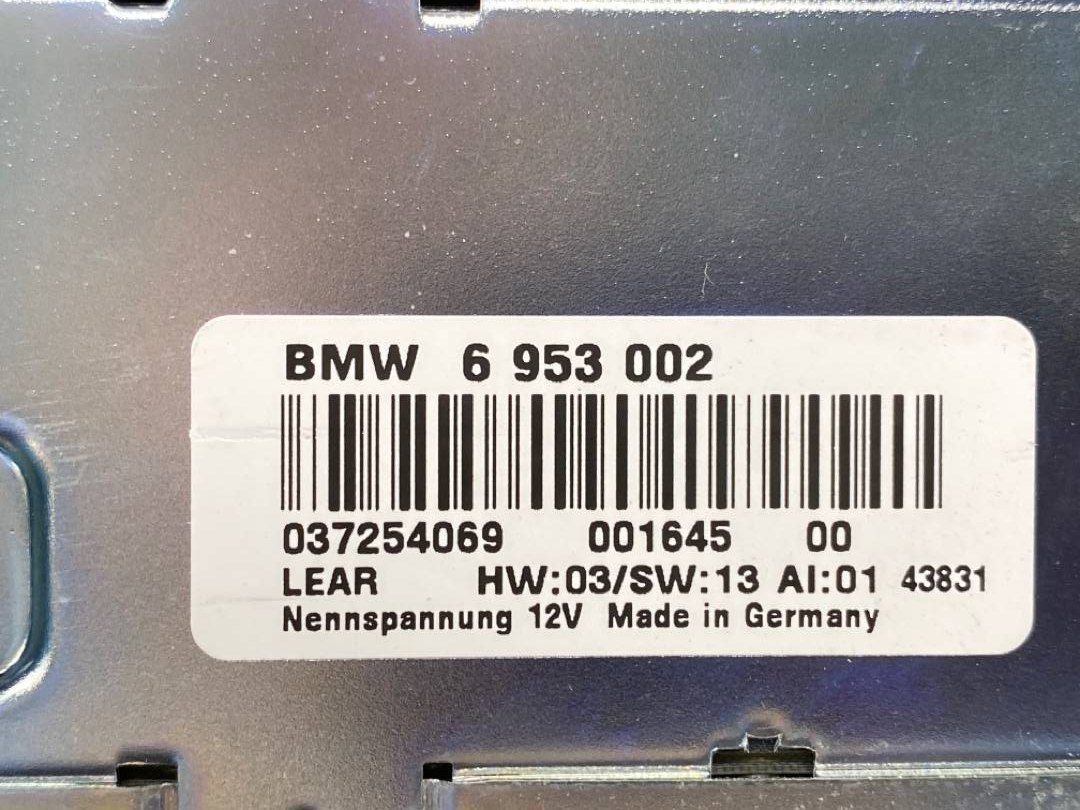 BMW 6 953 002
037254069 001645 00
LEAR HW:03/SW:13 AI:01 43831
Nennspannung 12V Made in Germany